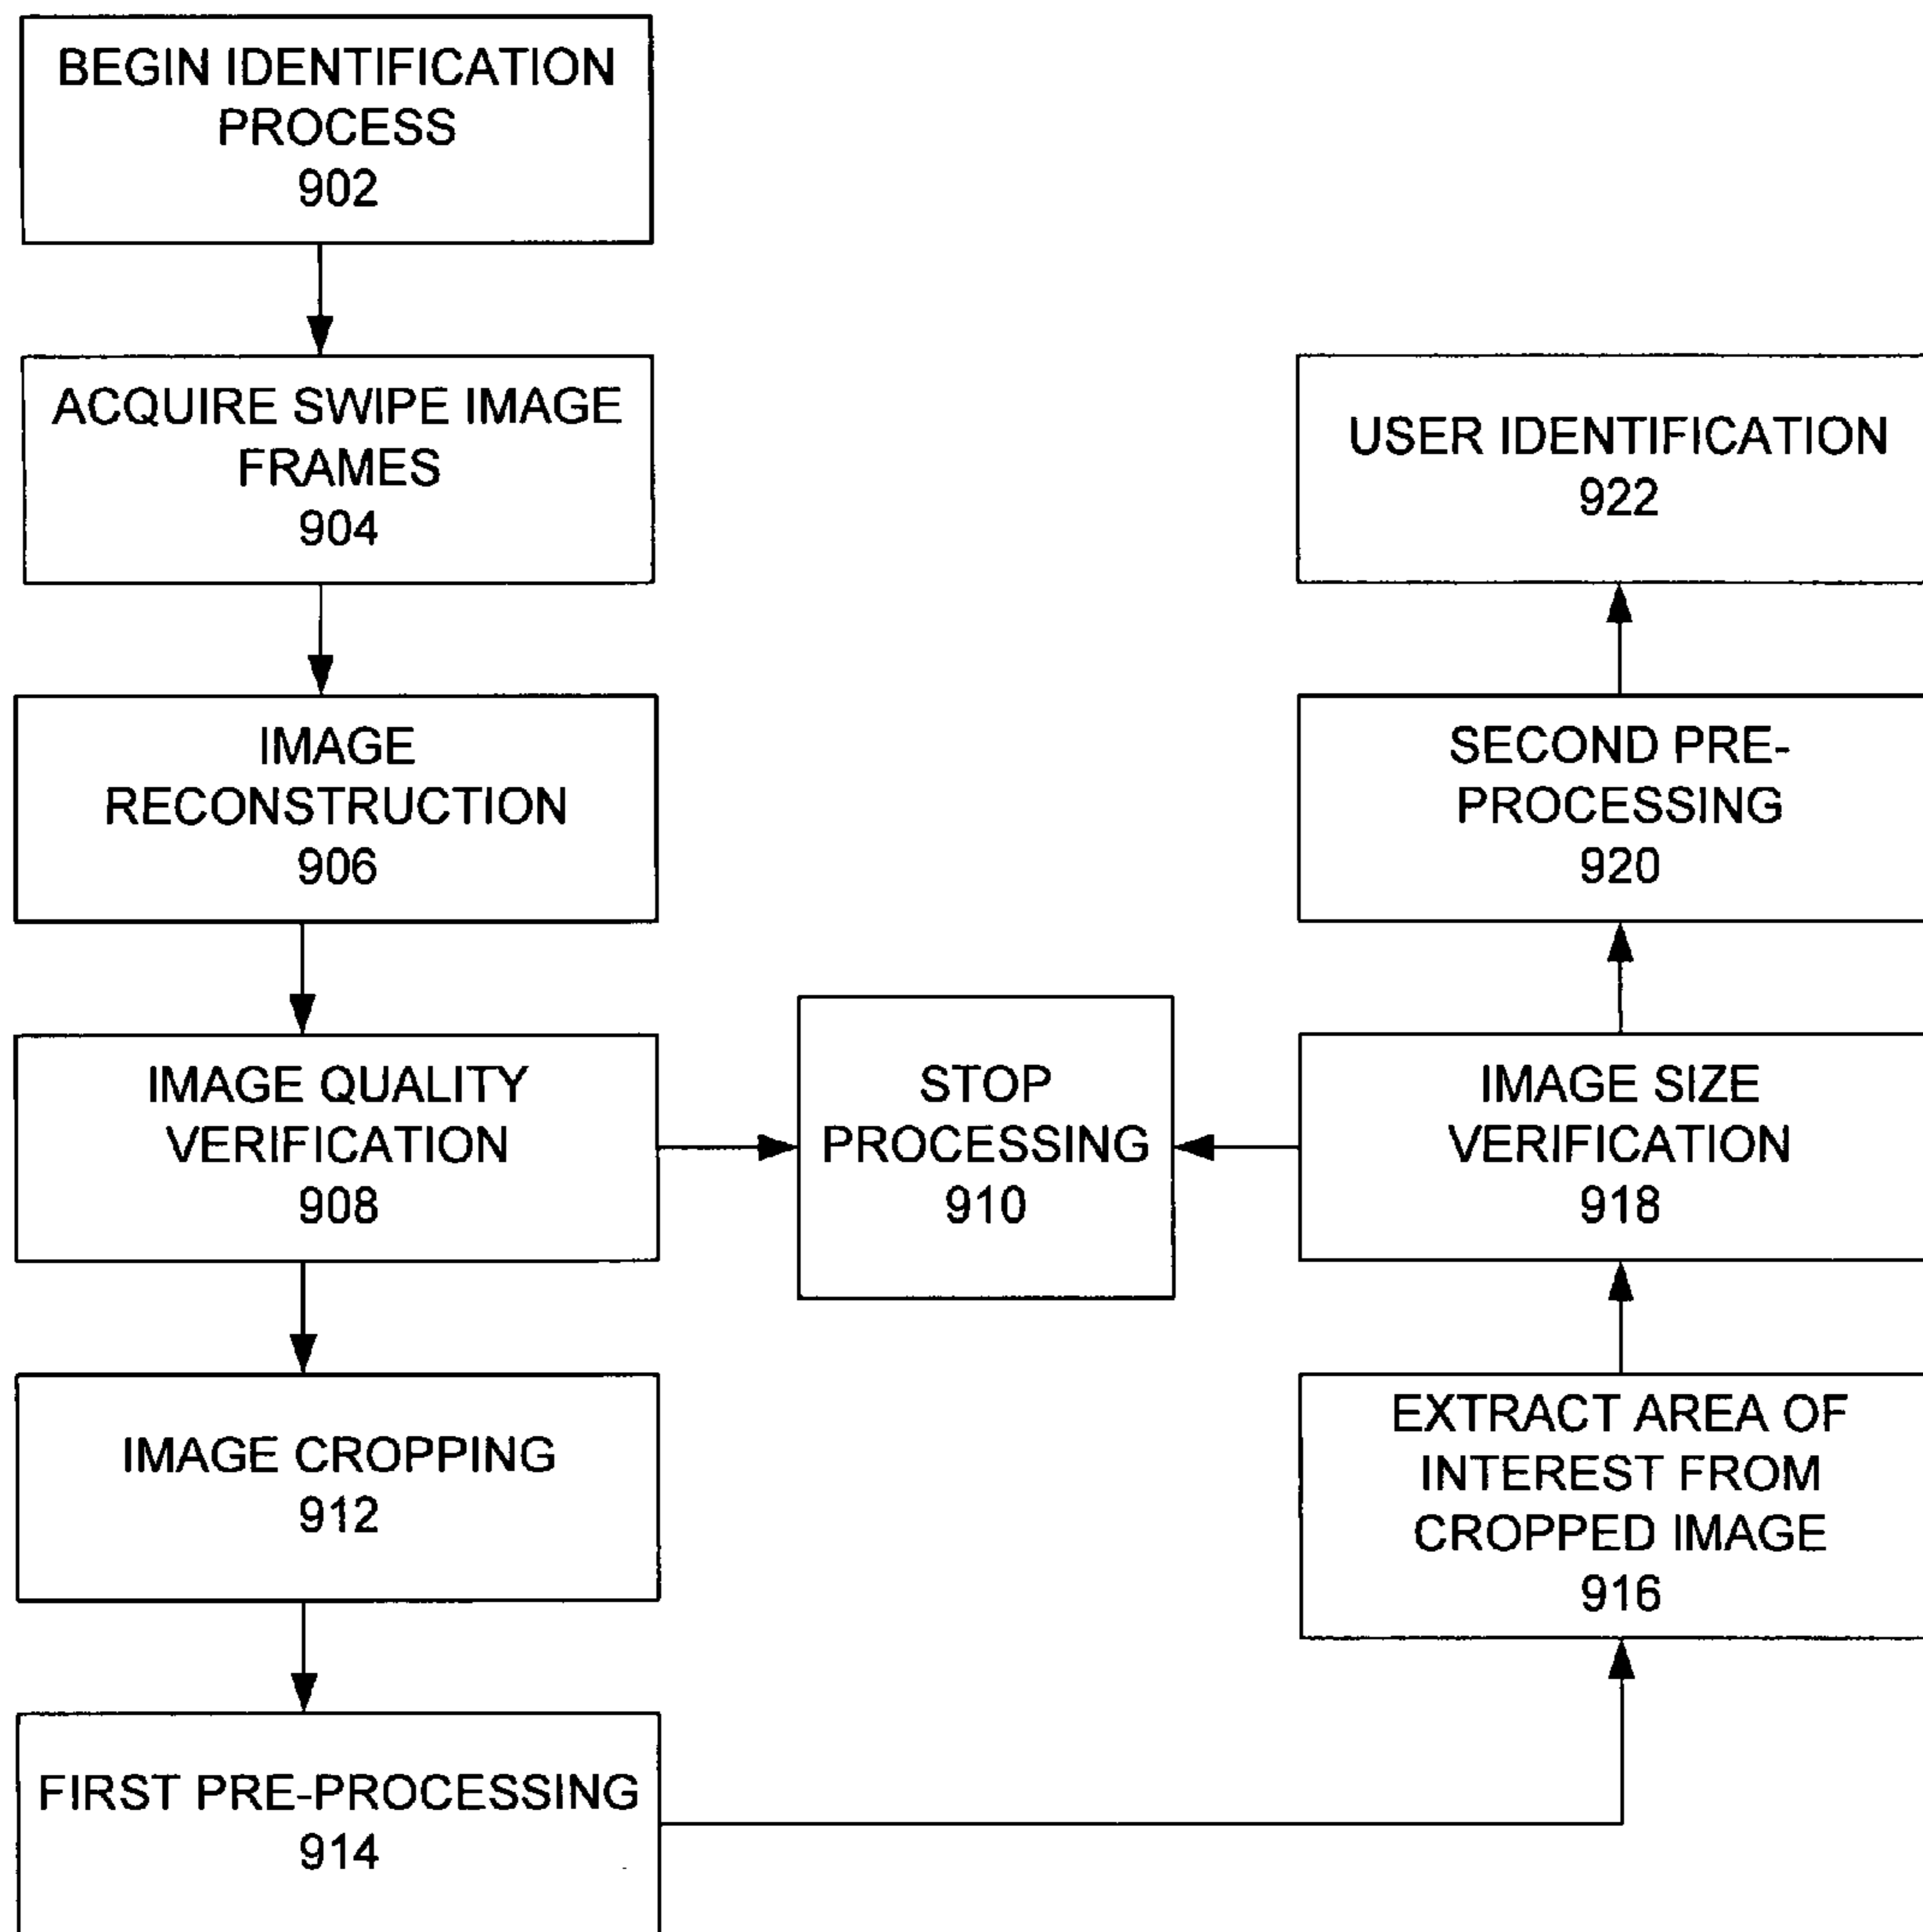 BEGIN IDENTIFICATION
PROCESS
902
ACQUIRE SWIPE IMAGE
FRAMES
904
IMAGE
RECONSTRUCTION
906
IMAGE QUALITY
VERIFICATION
908
STOP
PROCESSING
910
IMAGE CROPPING
912
FIRST PRE-PROCESSING
914
EXTRACT AREA OF
INTEREST FROM
CROPPED IMAGE
916
IMAGE SIZE
VERIFICATION
918
SECOND PRE-
PROCESSING
920
USER IDENTIFICATION
922